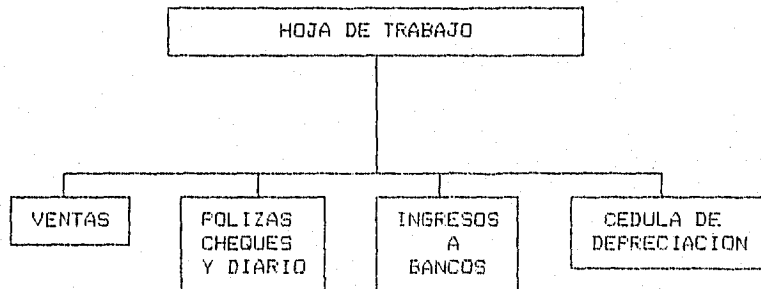 HOJA DE TRABAJO
VENTAS
POLIZAS
CHEQUES
Y DIARIO
INGRESOS
A
BANCOS
CEDULA DE
DEPRECIACION